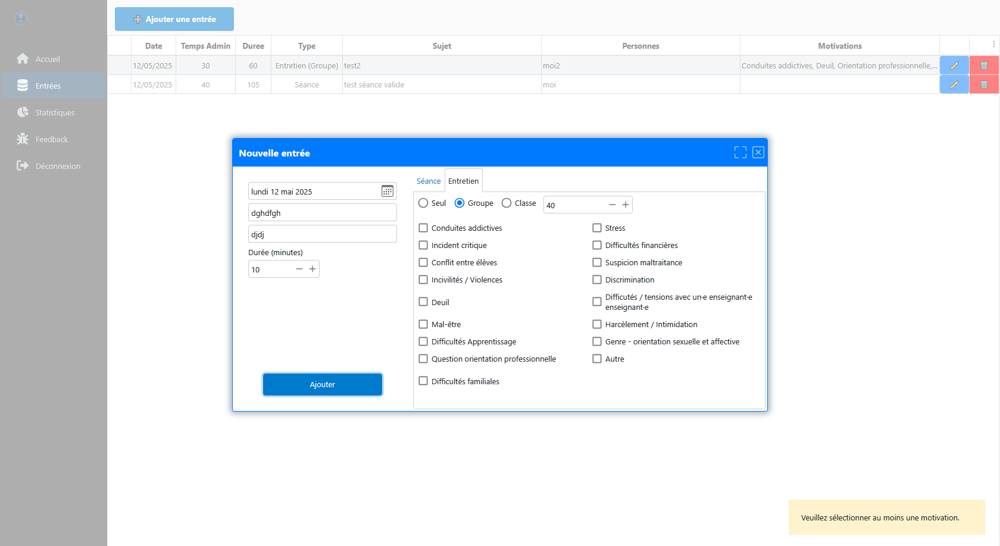 Accueil
Entrées
Statistiques
Feedback
Déconnexion
Ajouter une entrée
Date Temps Admin Duree Type Sujet Personnes Motivations
12/05/2025 30 60 Entretien (Groupe) test2 moi2 Conduites addictives, Deuil, Orientation professionnelle,...
12/05/2025 40 105 Séance test séance valide moi
Nouvelle entrée
lundi 12 mai 2025
dghdfgh
djdj
Durée (minutes)
10
Ajouter
Séance Entretien
Seul Groupe Classe 40
Conduites addictives
Incident critique
Conflit entre élèves
Incivilités / Violences
Deuil
Mal-être
Difficultés Apprentissage
Question orientation professionnelle
Difficultés familiales
Stress
Difficultés financières
Suspicion maltraitance
Discrimination
Difficutés / tensions avec un·e enseignant·e
enseignant·e
Harcèlement / Intimidation
Genre - orientation sexuelle et affective
Autre
Veuillez sélectionner au moins une motivation.